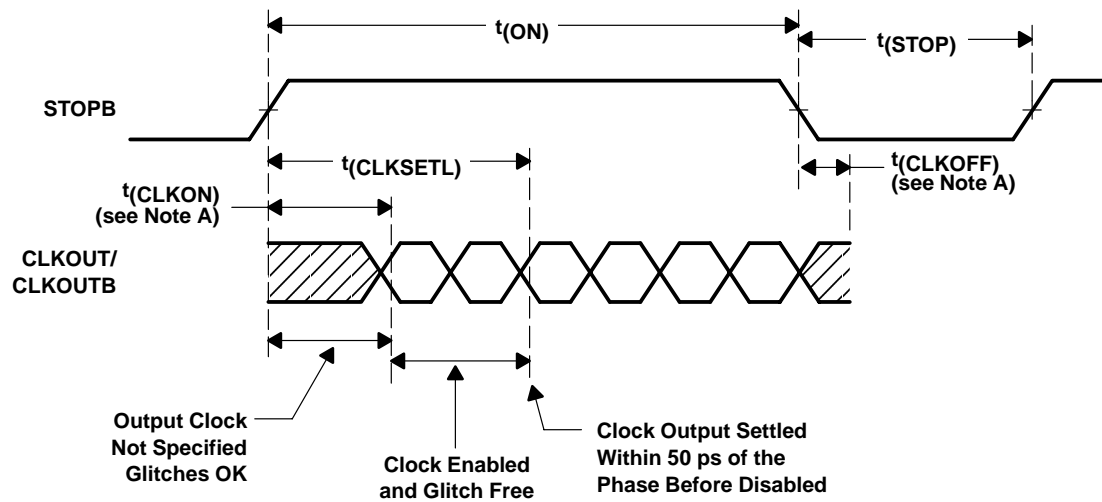 t(ON)
t(STOP)
STOPB
t(CLKSETL)
t(CLKOFF)
(see Note A)
t(CLKON)
(see Note A)
CLKOUT/
CLKOUTB
Output Clock
Not Specified
Glitches OK
Clock Enabled
and Glitch Free
Clock Output Settled
Within 50 ps of the
Phase Before Disabled